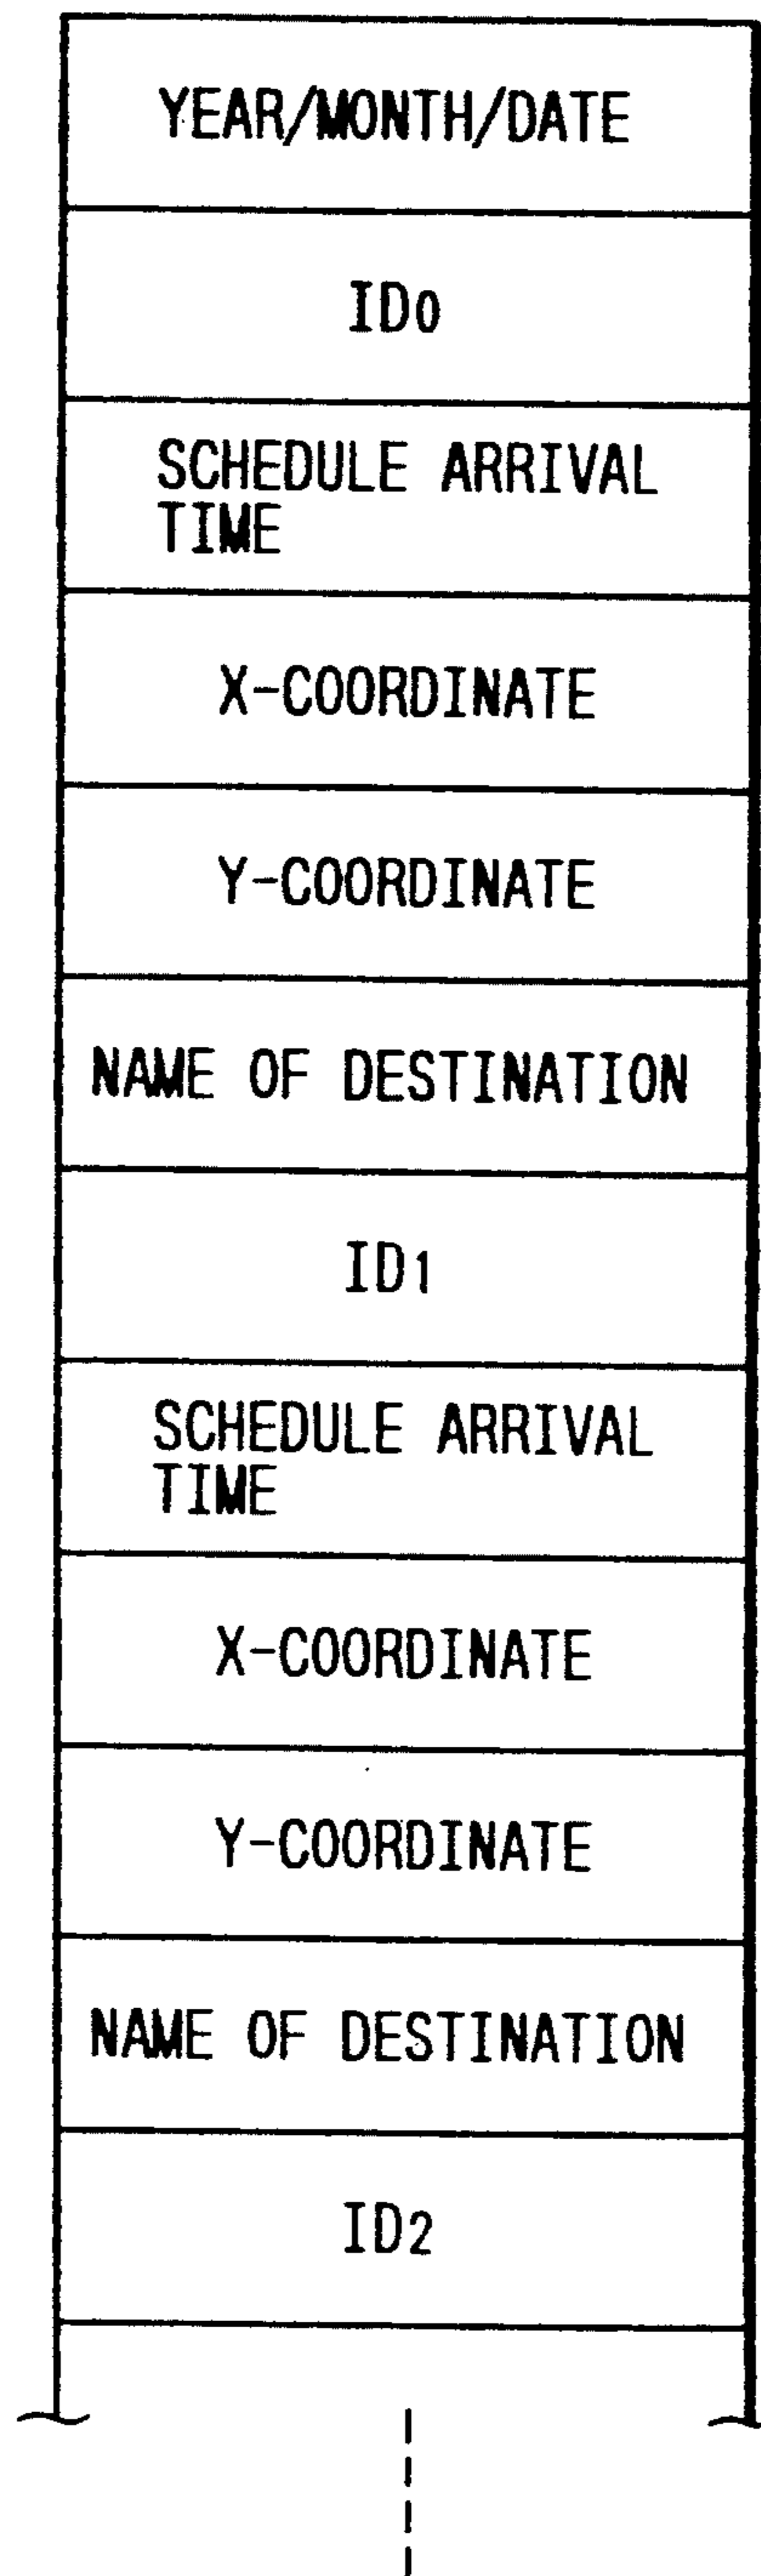 YEAR/MONTH/DATE
ID0
SCHEDULE ARRIVAL
TIME
X-COORDINATE
Y-COORDINATE
NAME OF DESTINATION
ID1
SCHEDULE ARRIVAL
TIME
X-COORDINATE
Y-COORDINATE
NAME OF DESTINATION
ID2